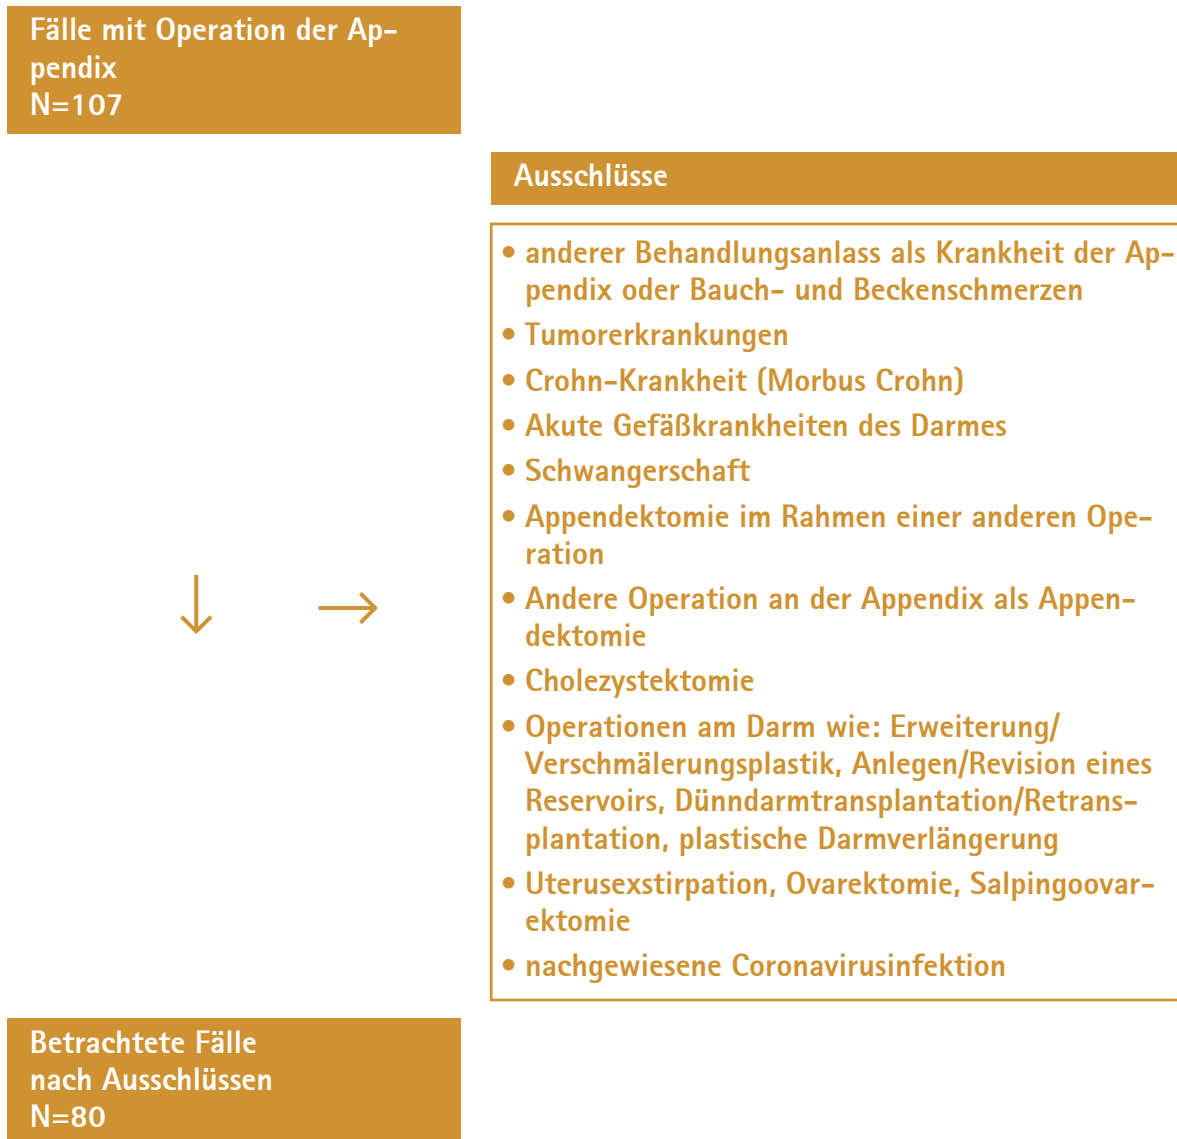 Fälle mit Operation der Ap-
pendix
N=107
Ausschlüsse
• anderer Behandlungsanlass als Krankheit der Ap-
pendix oder Bauch- und Beckenschmerzen
• Tumorerkrankungen
• Crohn-Krankheit (Morbus Crohn)
• Akute Gefäßkrankheiten des Darmes
• Schwangerschaft
• Appendektomie im Rahmen einer anderen Ope-
ration
• Andere Operation an der Appendix als Appen-
dektomie
• Cholezystektomie
• Operationen am Darm wie: Erweiterung/
Verschmälerungsplastik, Anlegen/Revision eines
Reservoirs, Dünndarmtransplantation/Retrans-
plantation, plastische Darmverlängerung
• Uterusexstirpation, Ovarektomie, Salpingoovar-
ektomie
• nachgewiesene Coronavirusinfektion
Betrachtete Fälle
nach Ausschlüssen
N=80